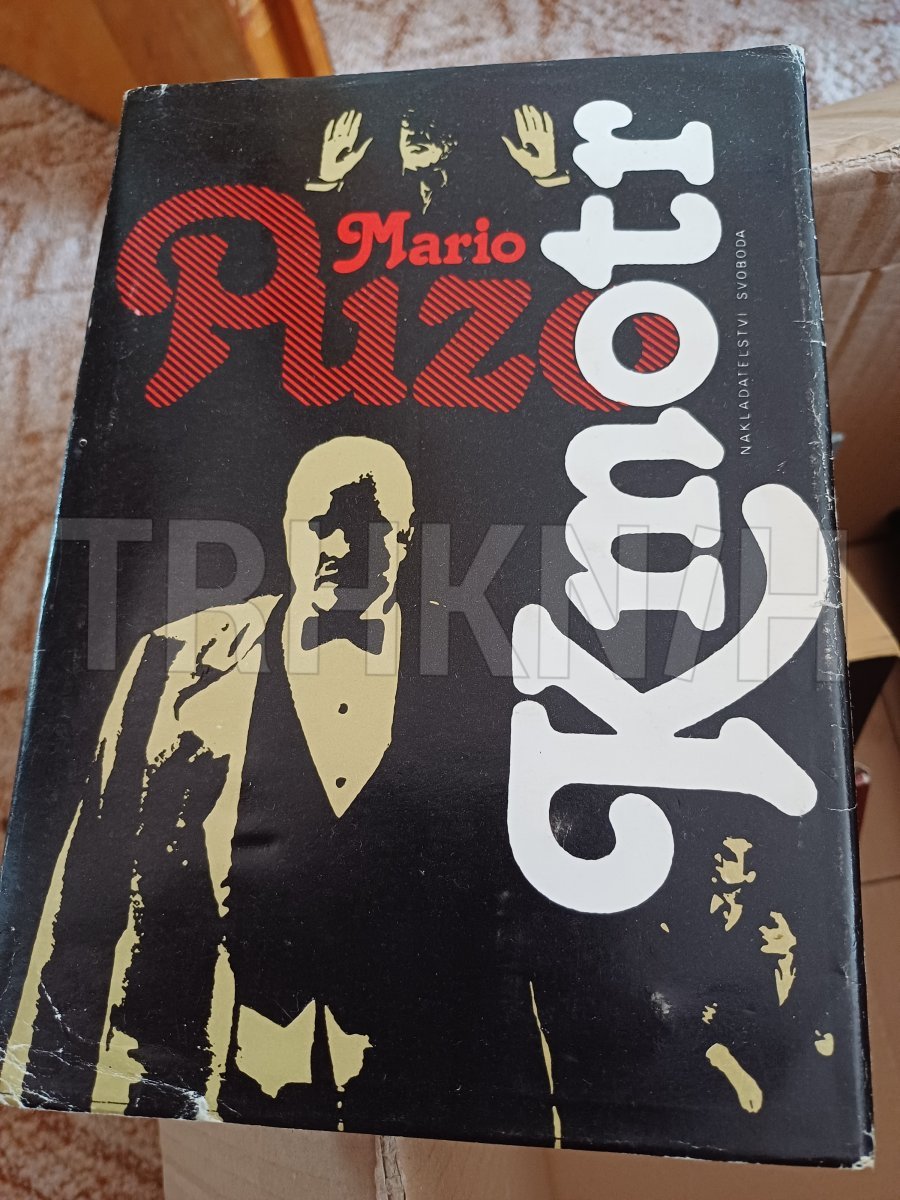 Mario
Puzo
Kmotr
NAKLADATELSTVÍ SVOBODA
TRHKNIH